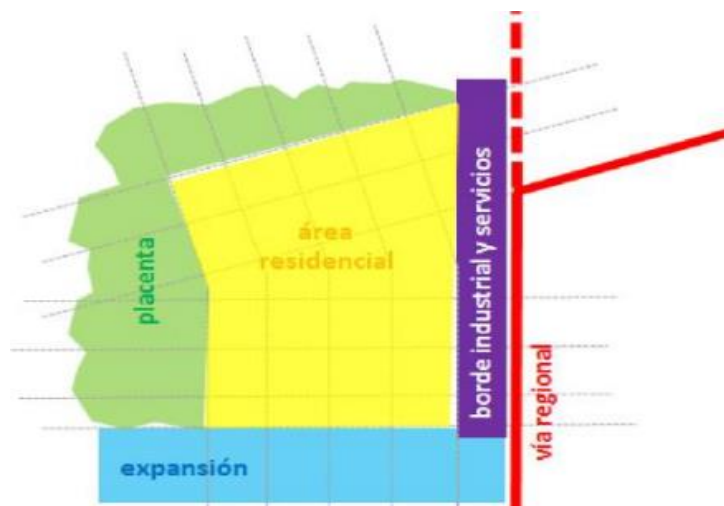 área
residencial
placenta
borde industrial y servicios
vía regional
expansión